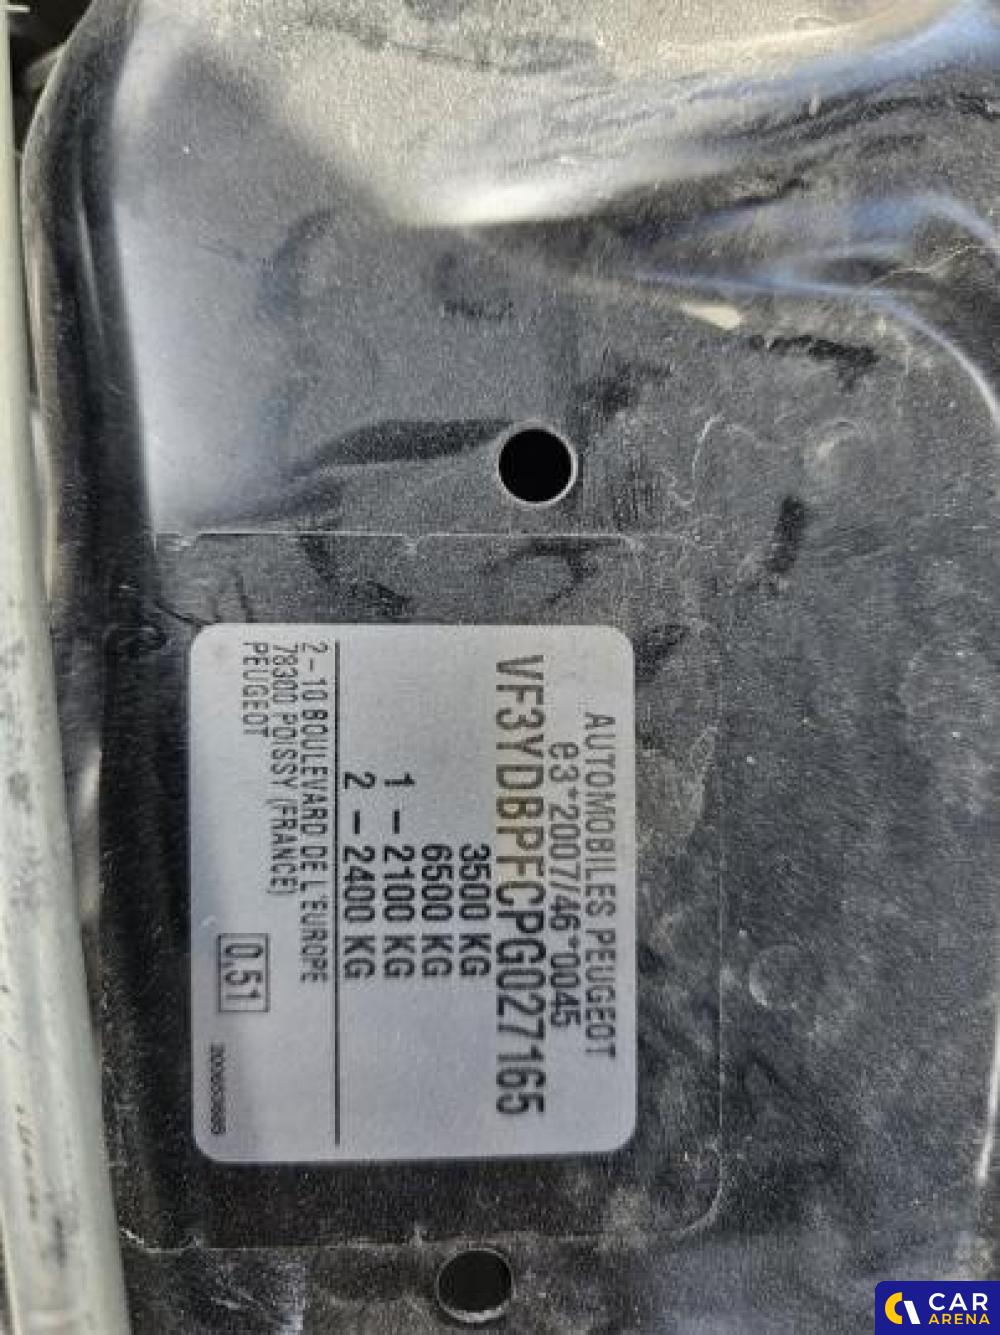 AUTOMOBILES PEUGEOT
e3*2007/46*0045
VF3YDBPFCPG027165
3500 KG
6500 KG
1 - 2100 KG
2 - 2400 KG
2-10 BOULEVARD DE L'EUROPE
78300 POISSY (FRANCE)
PEUGEOT
0.51
CAR
ARENA